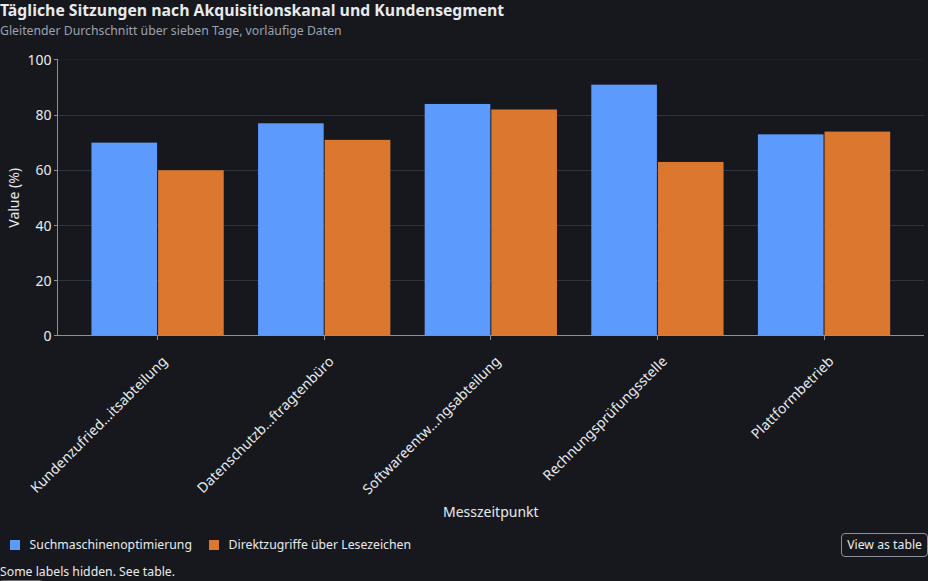 Tägliche Sitzungen nach Akquisitionskanal und Kundensegment
Gleitender Durchschnitt über sieben Tage, vorläufige Daten
100
80
60
40
20
0
Value (%)
Kundenzufried...itsabteilung
Datenschutzb...ftragtenbüro
Softwareentw...ngsabteilung
Rechnungsprüfungsstelle
Plattformbetrieb
Messzeitpunkt
Suchmaschinenoptimierung
Direktzugriffe über Lesezeichen
View as table
Some labels hidden. See table.